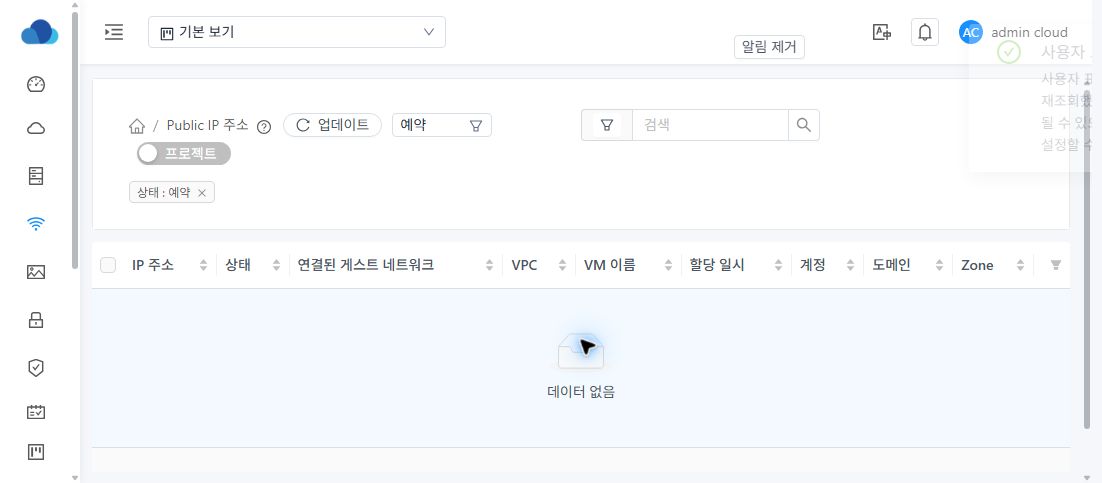 기본 보기
알림 제거
AC admin cloud
사용자
사용자
재조회했
될 수 있
설정할 수
/ Public IP 주소 업데이트 예약 검색
프로젝트
상태 : 예약
IP 주소 상태 연결된 게스트 네트워크 VPC VM 이름 할당 일시 계정 도메인 Zone
데이터 없음